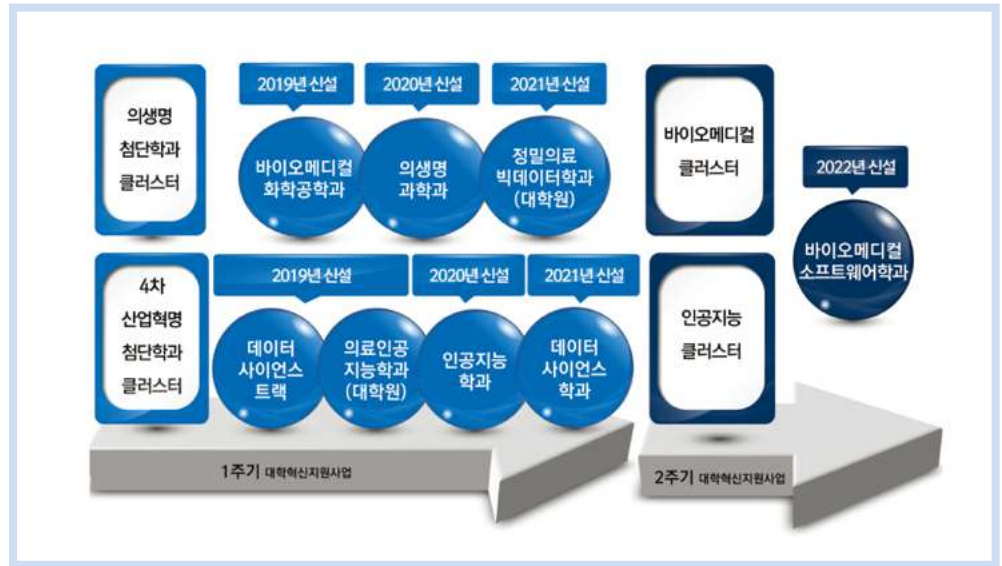 의생명
첨단학과
클러스터
2019년 신설
바이오메디컬
화학공학과
2020년 신설
의생명
과학과
2021년 신설
정밀의료
빅데이터학과
(대학원)
바이오메디컬
클러스터
2022년 신설
바이오메디컬
소프트웨어학과
4차
산업혁명
첨단학과
클러스터
2019년 신설
데이터
사이언스
트랙
의료인공
지능학과
(대학원)
2020년 신설
인공지능
학과
2021년 신설
데이터
사이언스
학과
인공지능
클러스터
1주기 대학혁신지원사업
2주기 대학혁신지원사업